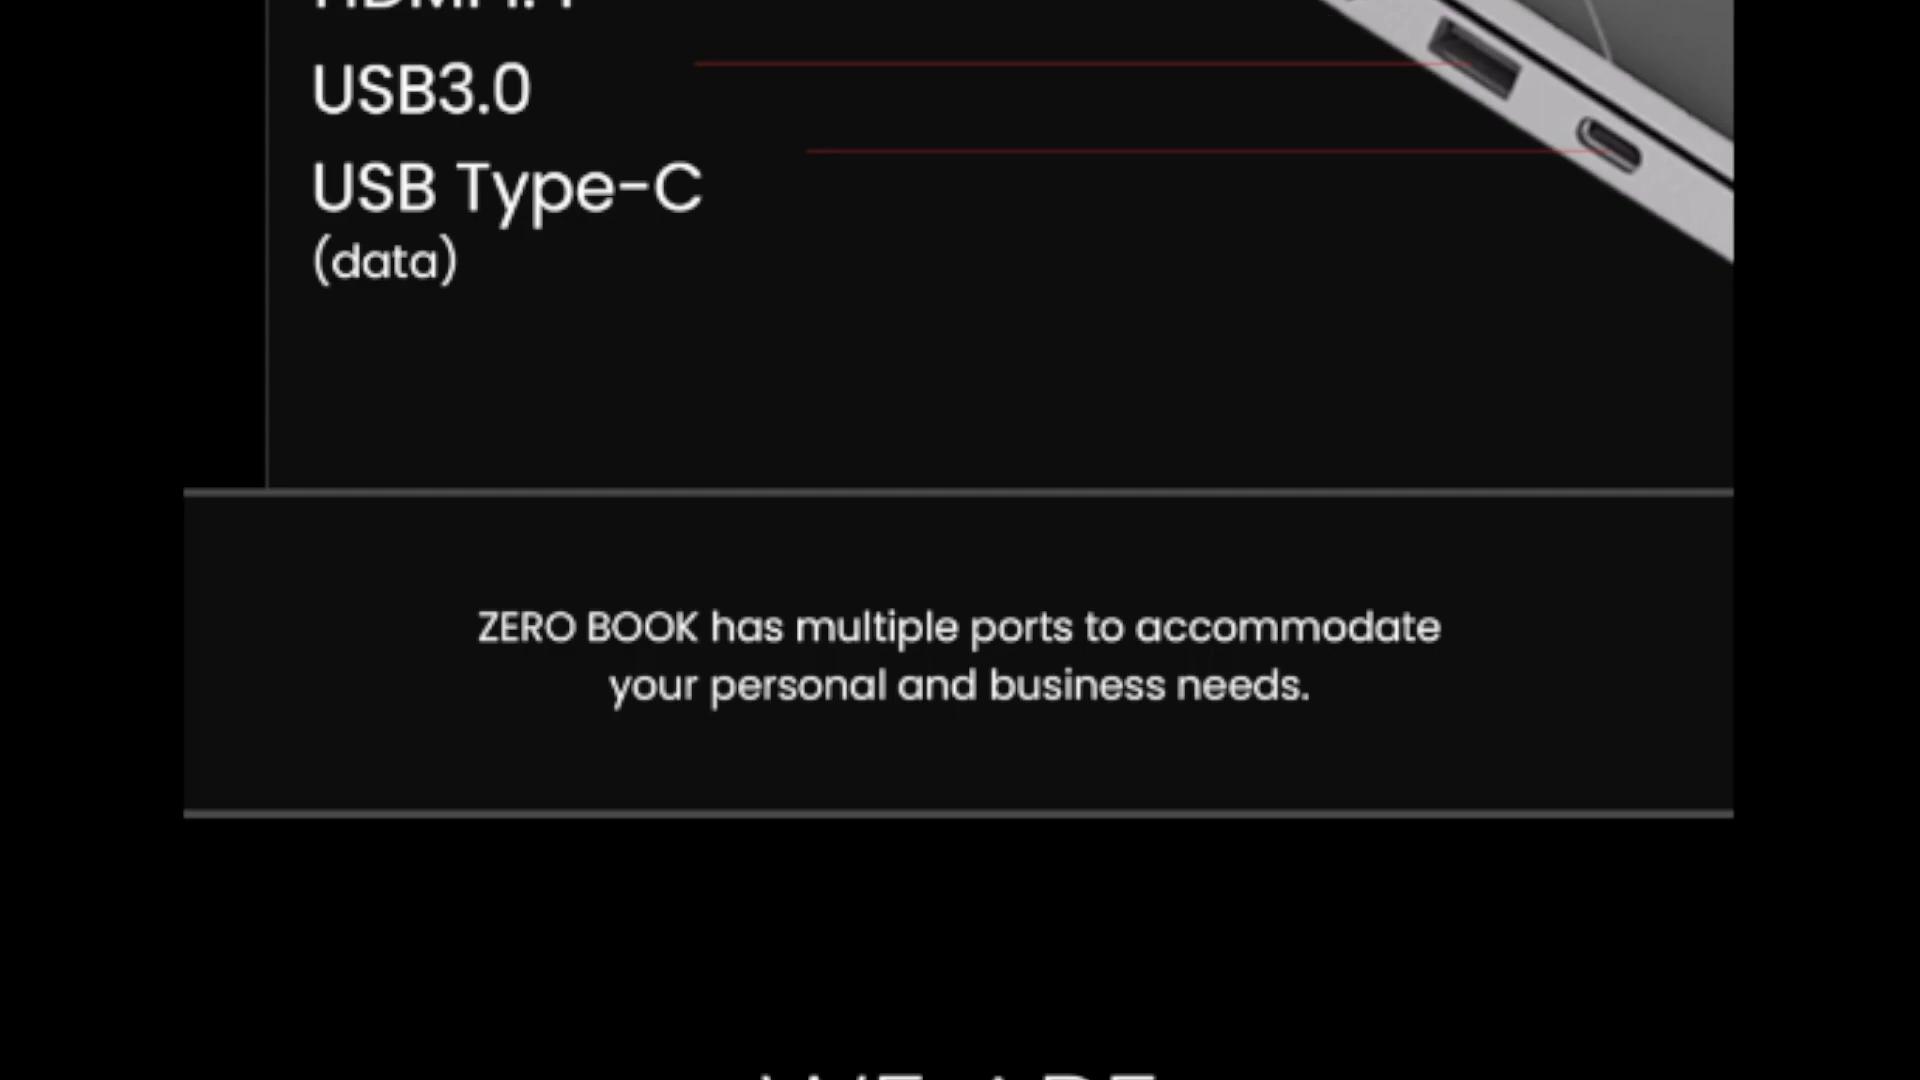 USB3.0
USB Type-C
(data)
ZERO BOOK has multiple ports to accommodate
your personal and business needs.